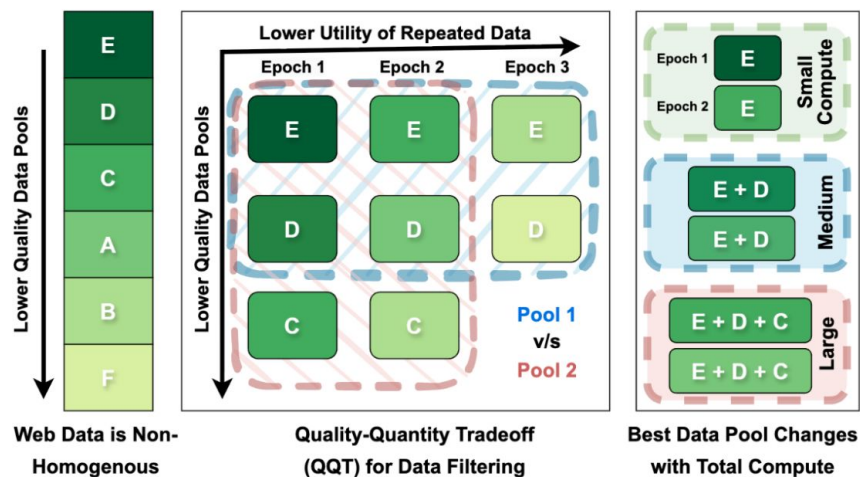 Lower Quality Data Pools
E
D
C
A
B
F
Web Data is Non-
Homogenous
Lower Utility of Repeated Data
Lower Quality Data Pools
Epoch 1 Epoch 2 Epoch 3
E E E
D D D
C C
Pool 1
v/s
Pool 2
Quality-Quantity Tradeoff
(QQT) for Data Filtering
Epoch 1 E
Epoch 2 E
Small
Compute
E + D
E + D
Medium
E + D + C
E + D + C
Large
Best Data Pool Changes
with Total Compute